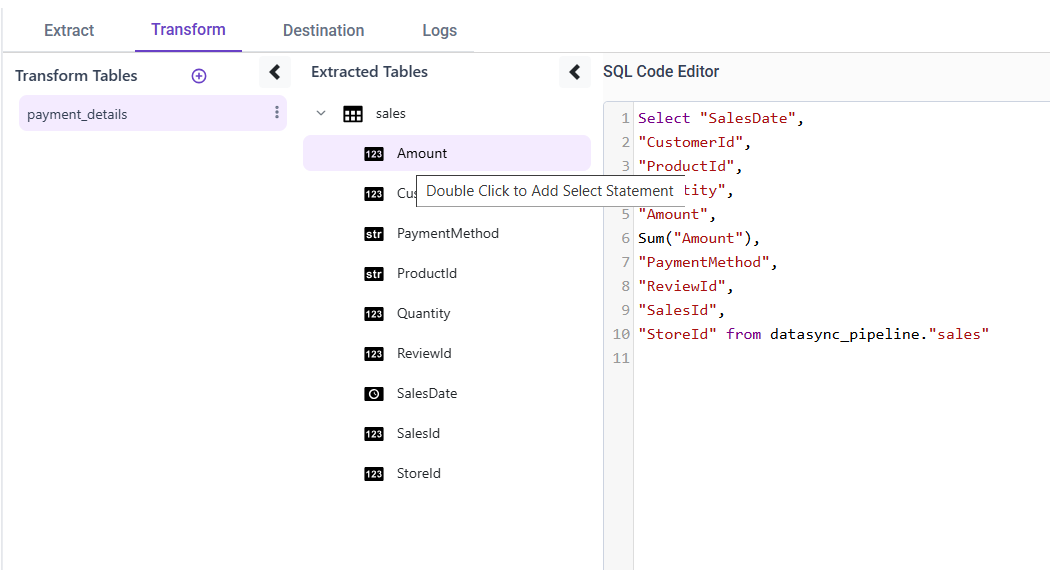 Extract Transform Destination Logs
Transform Tables
payment_details
Extracted Tables
sales
123 Amount
123
str PaymentMethod
str ProductId
123 Quantity
123 ReviewId
SalesDate
123 SalesId
123 StoreId
Double Click to Add Select Statement
SQL Code Editor
1 Select "SalesDate",
2 "CustomerId",
3 "ProductId",
tity",
5 "Amount",
6 Sum("Amount"),
7 "PaymentMethod",
8 "ReviewId",
9 "SalesId",
10 "StoreId" from datasync_pipeline."sales"
11